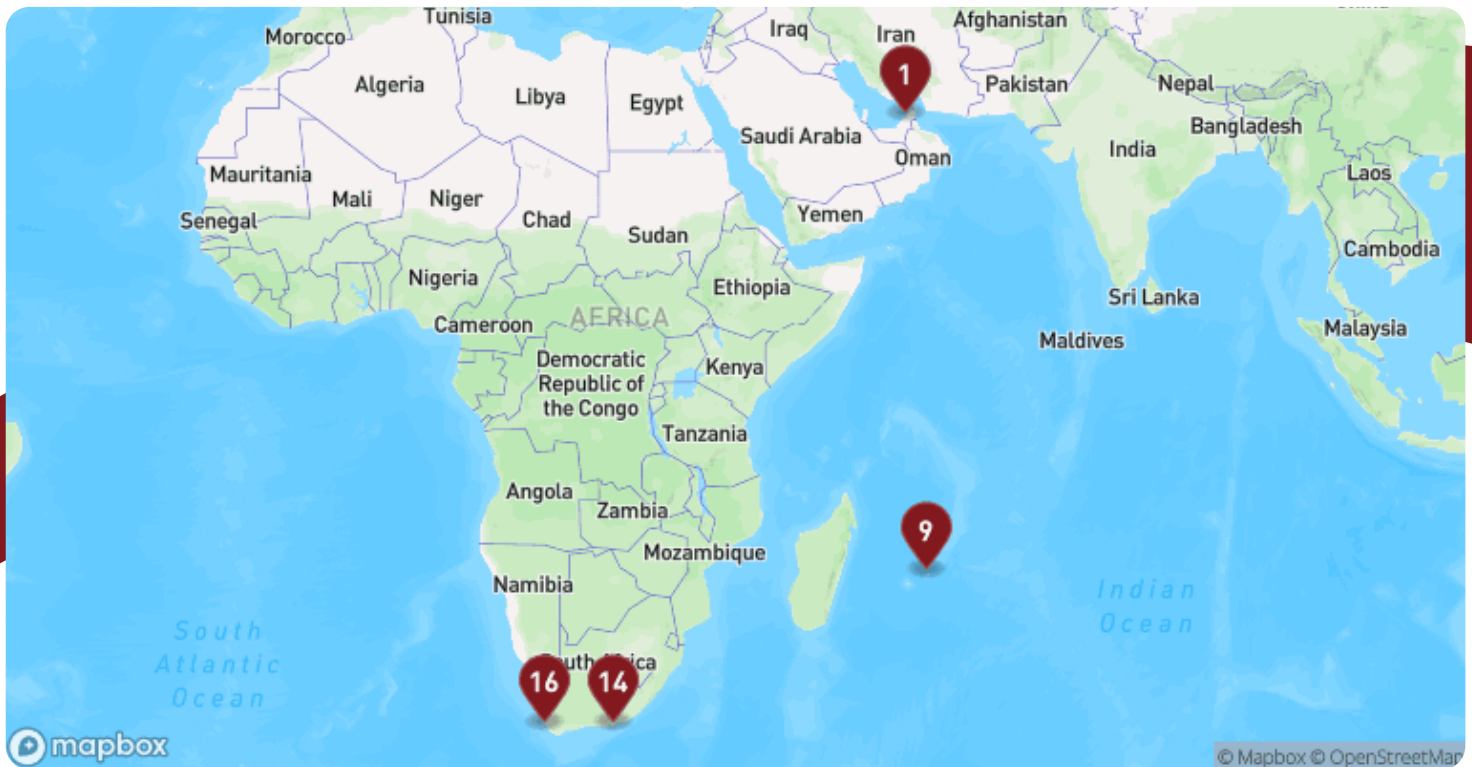 Tunisia
Morocco
Iraq
Iran
Afghanistan
1
Algeria
Libya
Egypt
Pakistan
Nepal
Saudi Arabia
Bangladesh
India
Oman
Mauritania
Mali
Niger
Laos
Senegal
Chad
Yemen
Sudan
Cambodia
Nigeria
Ethiopia
Sri Lanka
Cameroon
AFRICA
Malaysia
Maldives
Democratic
Republic of
the Congo
Kenya
Tanzania
Angola
Zambia
9
Mozambique
Namibia
Indian
Ocean
South
Atlantic
Ocean
16
14
mapbox
© Mapbox © OpenStreetMap